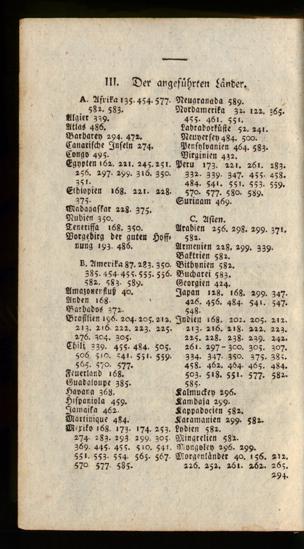 III. Der angeführten Länder.
A. Afrika 135. 454. 577.
582. 583.
Algier 339.
Atlas 486.
Barbarey 294. 472.
Canarische Inseln 274.
Congo 495.
Egypten 162. 221. 245. 251.
256. 297. 299. 316. 350.
351.
Ethiopien 168. 221. 228.
375.
Madagaskar 228. 375.
Nubien 350.
Teneriffa 168. 350.
Vorgebirg der guten Hoff-
nung 193. 486.
B. Amerika 87. 283. 350.
385. 454. 455. 555. 556.
582. 583. 589.
Amazonenfluß 40.
Anden 168.
Barbados 372.
Brasilien 196. 204. 205. 212.
213. 216. 222. 223. 225.
276. 304. 305.
Chili 339. 455. 484. 505.
506. 510. 541. 551. 559.
565. 570. 577.
Feuerland 168.
Guadaloupe 385.
Havana 368.
Hispaniola 459.
Jamaika 462.
Martinique 484.
Mexiko 168. 173. 174. 253.
274. 283. 293. 299. 305.
369. 445. 455. 510. 541.
551. 553. 554. 565. 567.
570. 577. 585.
Neugranada 589.
Nordamerika 32. 122. 365.
455. 461. 551.
Labradorküste 52. 241.
Neuyersey 484. 500.
Pensylvanien 464. 583.
Virginien 432.
Peru 173. 221. 261. 283.
332. 339. 347. 455. 458.
484. 541. 551. 553. 559.
570. 577. 580. 589.
Surinam 469.
C. Asien.
Arabien 256. 298. 299. 371.
582.
Armenien 228. 299. 339.
Baktrien 582.
Bithynien 582.
Bucharei 583.
Georgien 424.
Japan 128. 168. 299. 347.
426. 456. 484. 541. 547.
548.
Indien 168. 202. 205. 212.
213. 216. 218. 222. 223.
225. 228. 238. 239. 242.
261. 297-300. 305. 307.
334. 347. 350. 375. 385.
458. 462. 464. 465. 484.
503. 518. 551. 577. 582.
585.
Kalmuckey 296.
Kambaja 299.
Kappadocien 582.
Karamanien 299. 582.
Lydien 582.
Mingrelien 582.
Mongoley 296. 299.
Morgenländer 40. 156. 212.
226. 252. 261. 262. 265.
294.